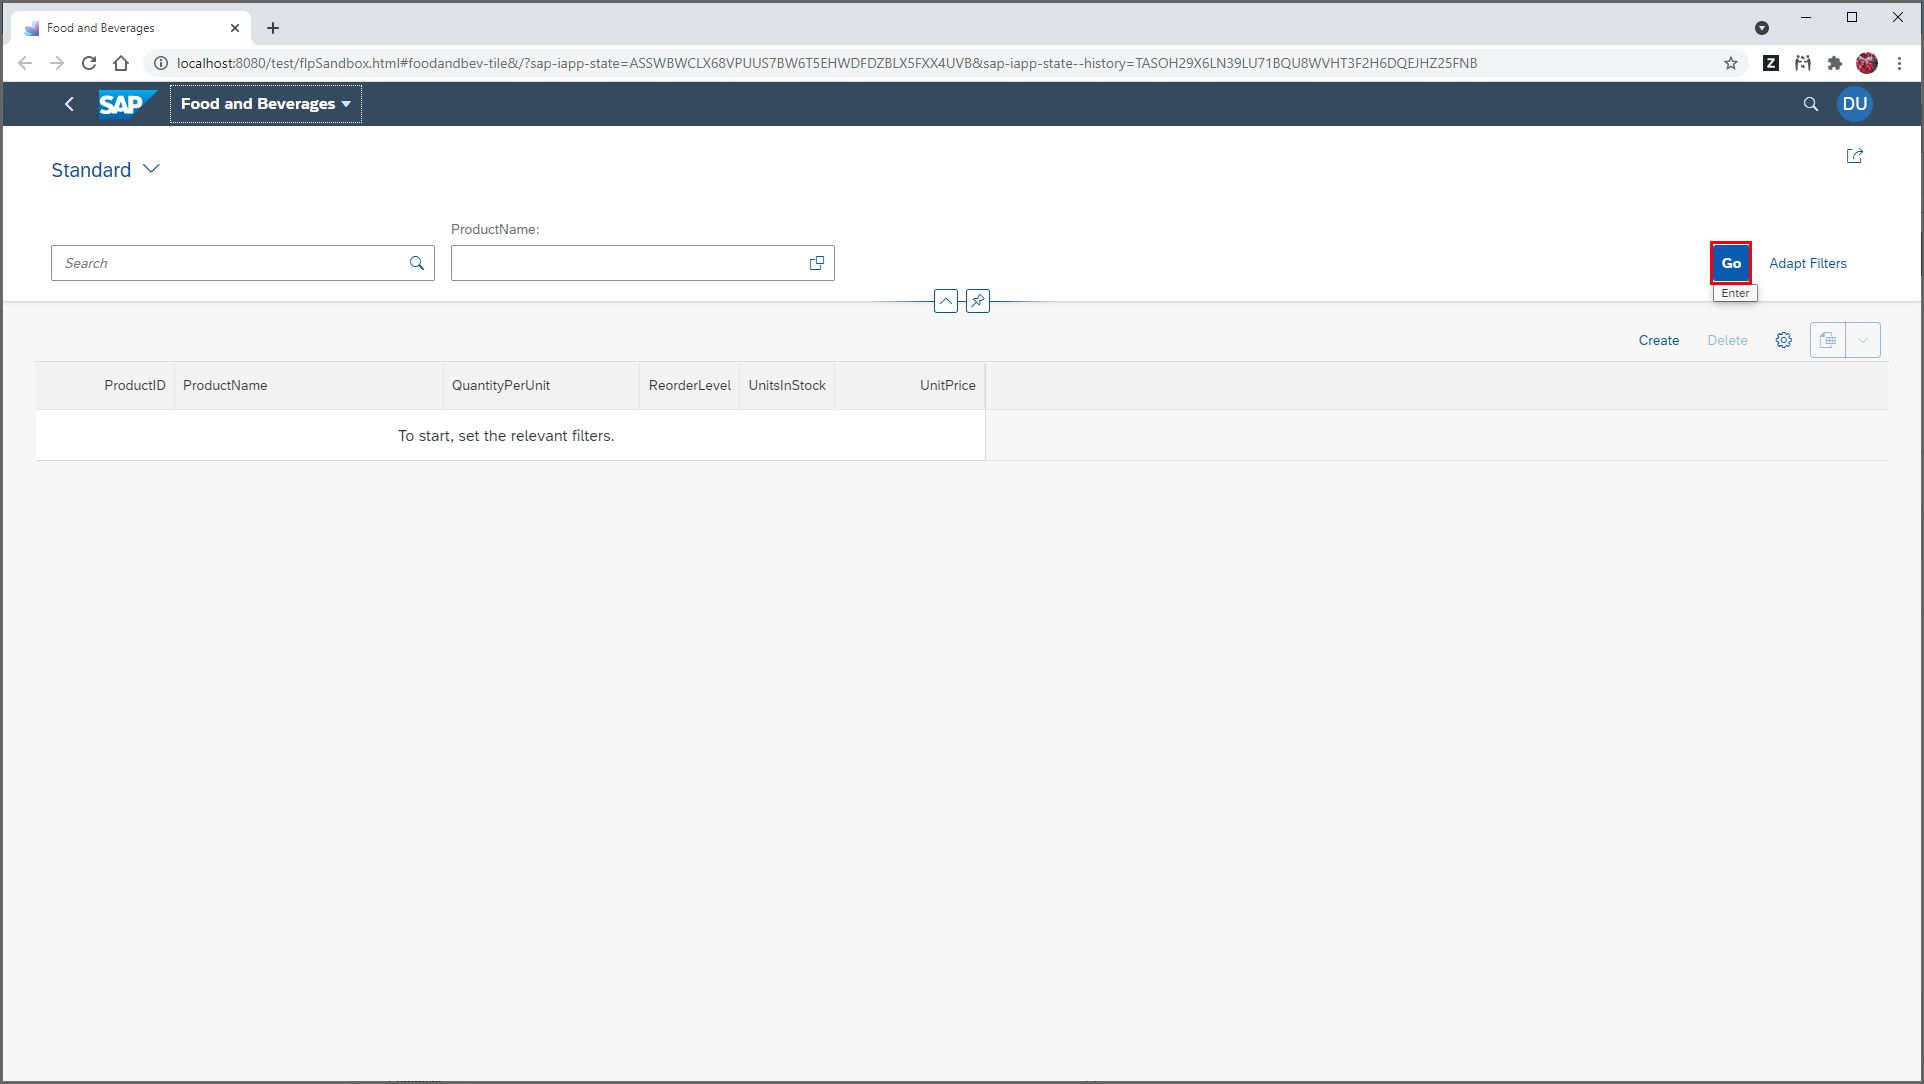 Food and Beverages
localhost:8080/test/flpSandbox.html#foodandbev-tile&/?sap-iapp-state=ASSWBWCLX68VPUUS7BW6T5EHWDFDZBLX5FXX4UVB&sap-iapp-state--history=TASOH29X6LN39LU71BQU8WVHT3F2H6DQEJHZ25FNB
Z
SAP Food and Beverages DU
Standard
ProductName:
Search Go Adapt Filters
Enter
Create Delete
ProductID ProductName QuantityPerUnit ReorderLevel UnitsInStock UnitPrice
To start, set the relevant filters.